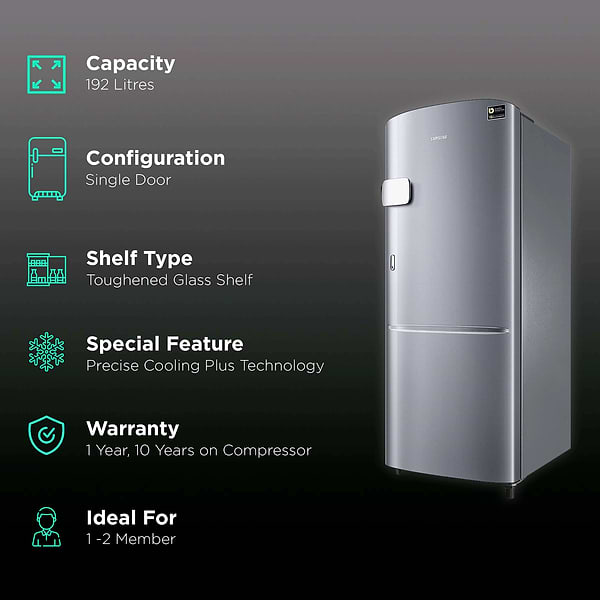 Capacity
192 Litres
Configuration
Single Door
Shelf Type
Toughened Glass Shelf
Special Feature
Precise Cooling Plus Technology
Warranty
1 Year, 10 Years on Compressor
Ideal For
1 -2 Member
SAMSUNG